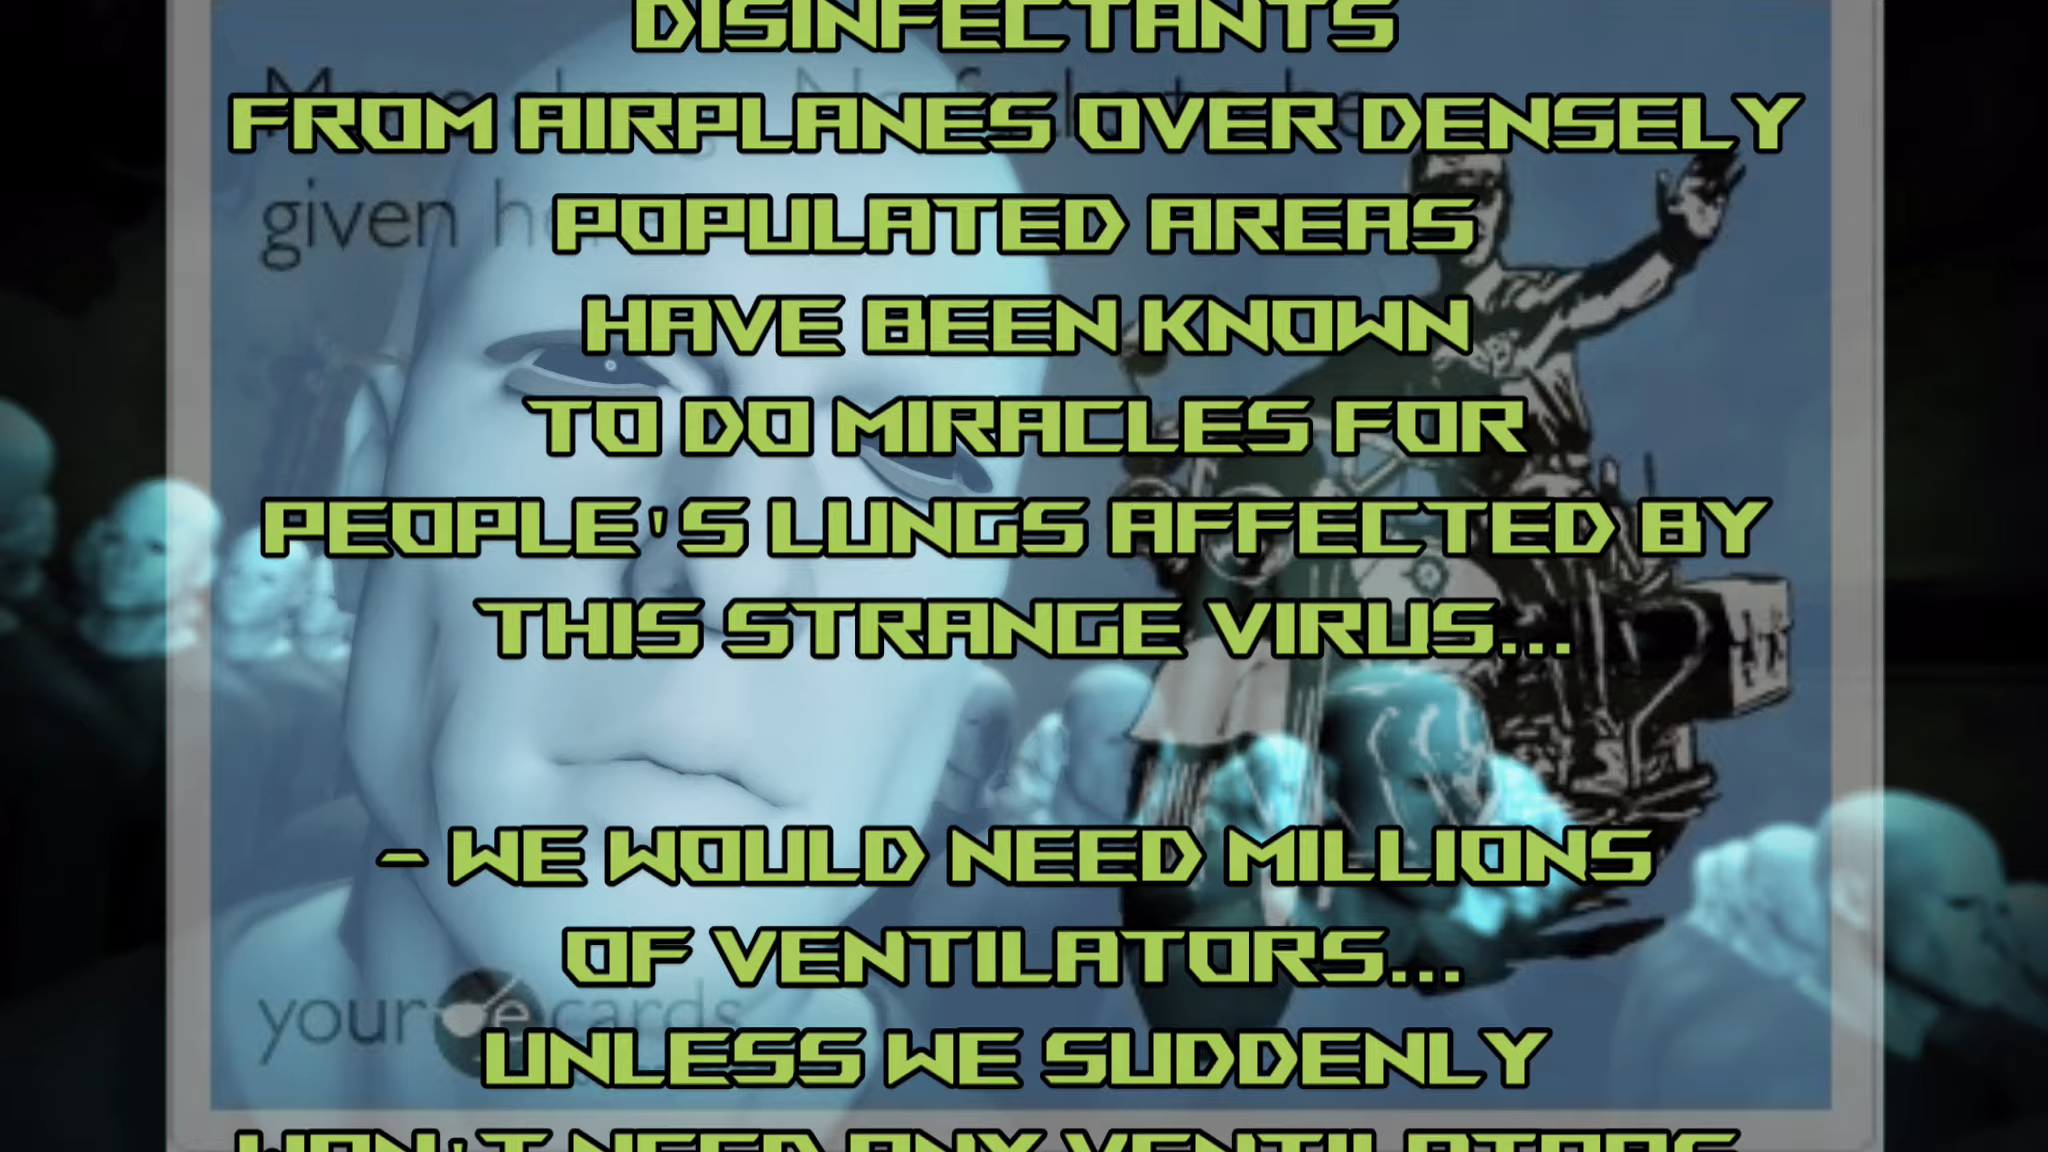 DISINFECTANTS
FROM AIRPLANES OVER DENSELY
POPULATED AREAS
HAVE BEEN KNOWN
TO DO MIRACLES FOR
PEOPLE'S LUNGS AFFECTED BY
THIS STRANGE VIRUS...
- WE WOULD NEED MILLIONS
OF VENTILATORS...
UNLESS WE SUDDENLY
WON'T NEED ANY VENTILATORS
given
your e cards